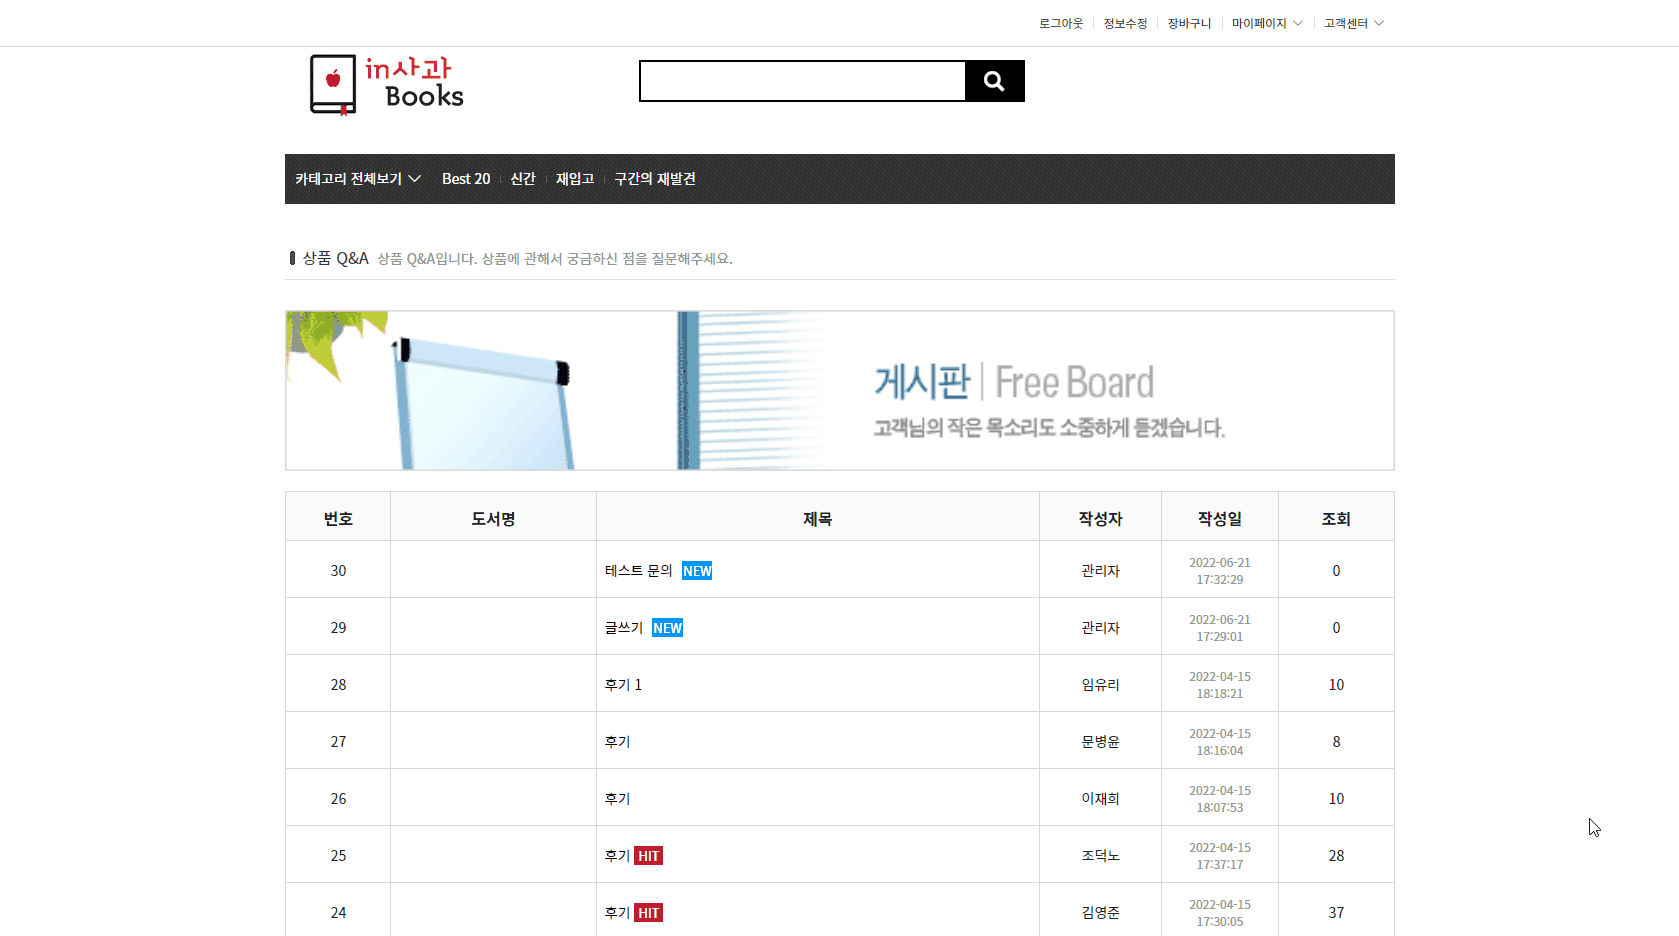 로그아웃 정보수정 장바구니 마이페이지 고객센터
in사과
Books
카테고리 전체보기 Best 20 신간 재입고 구간의 재발견
상품 Q&A 상품 Q&A입니다. 상품에 관해서 궁금하신 점을 질문해주세요.
게시판 Free Board
고객님의 작은 목소리도 소중하게 듣겠습니다.
번호 도서명 제목 작성자 작성일 조회
30 테스트 문의 NEW 관리자 2022-06-21 17:32:29 0
29 글쓰기 NEW 관리자 2022-06-21 17:29:01 0
28 후기 1 임유리 2022-04-15 18:18:21 10
27 후기 문병윤 2022-04-15 18:16:04 8
26 후기 이재희 2022-04-15 18:07:53 10
25 후기 HIT 조덕노 2022-04-15 17:37:17 28
24 후기 HIT 김영준 2022-04-15 17:30:05 37